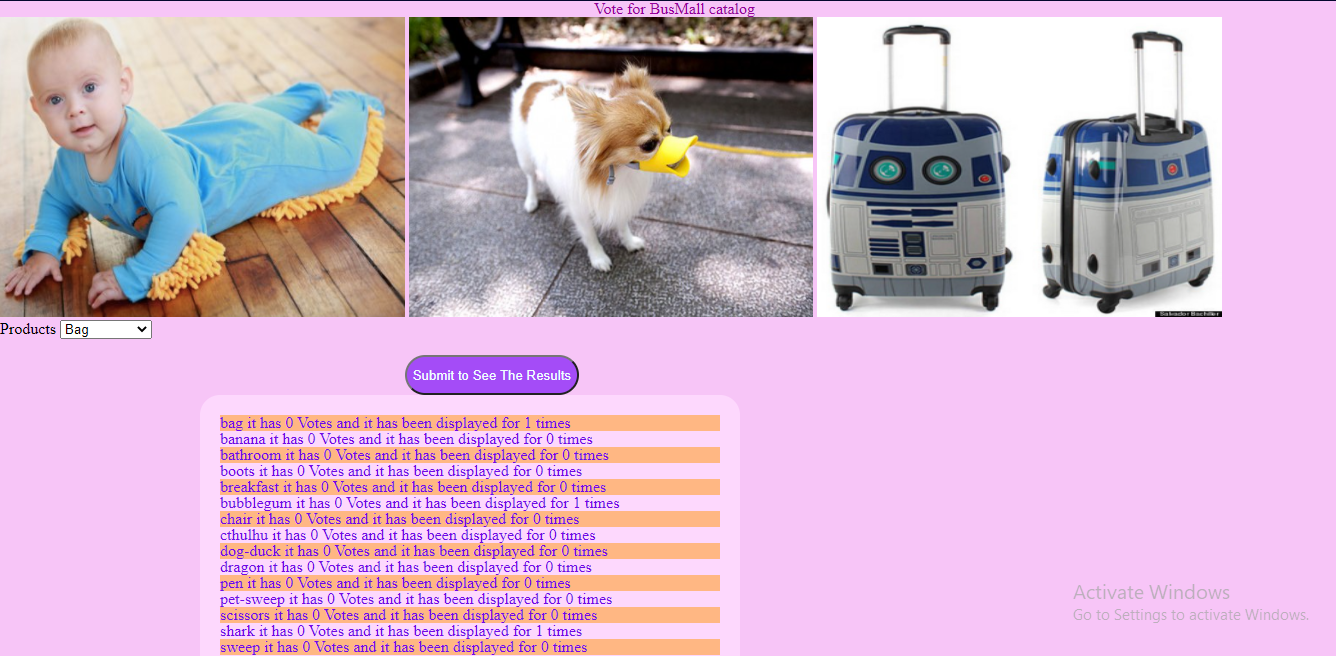 Vote for BusMall catalog
Salvador Bachiller
Products Bag
Submit to See The Results
bag it has 0 Votes and it has been displayed for 1 times
banana it has 0 Votes and it has been displayed for 0 times
bathroom it has 0 Votes and it has been displayed for 0 times
boots it has 0 Votes and it has been displayed for 0 times
breakfast it has 0 Votes and it has been displayed for 0 times
bubblegum it has 0 Votes and it has been displayed for 1 times
chair it has 0 Votes and it has been displayed for 0 times
cthulhu it has 0 Votes and it has been displayed for 0 times
dog-duck it has 0 Votes and it has been displayed for 0 times
dragon it has 0 Votes and it has been displayed for 0 times
pen it has 0 Votes and it has been displayed for 0 times
pet-sweep it has 0 Votes and it has been displayed for 0 times
scissors it has 0 Votes and it has been displayed for 0 times
shark it has 0 Votes and it has been displayed for 1 times
sweep it has 0 Votes and it has been displayed for 0 times
Activate Windows
Go to Settings to activate Windows.